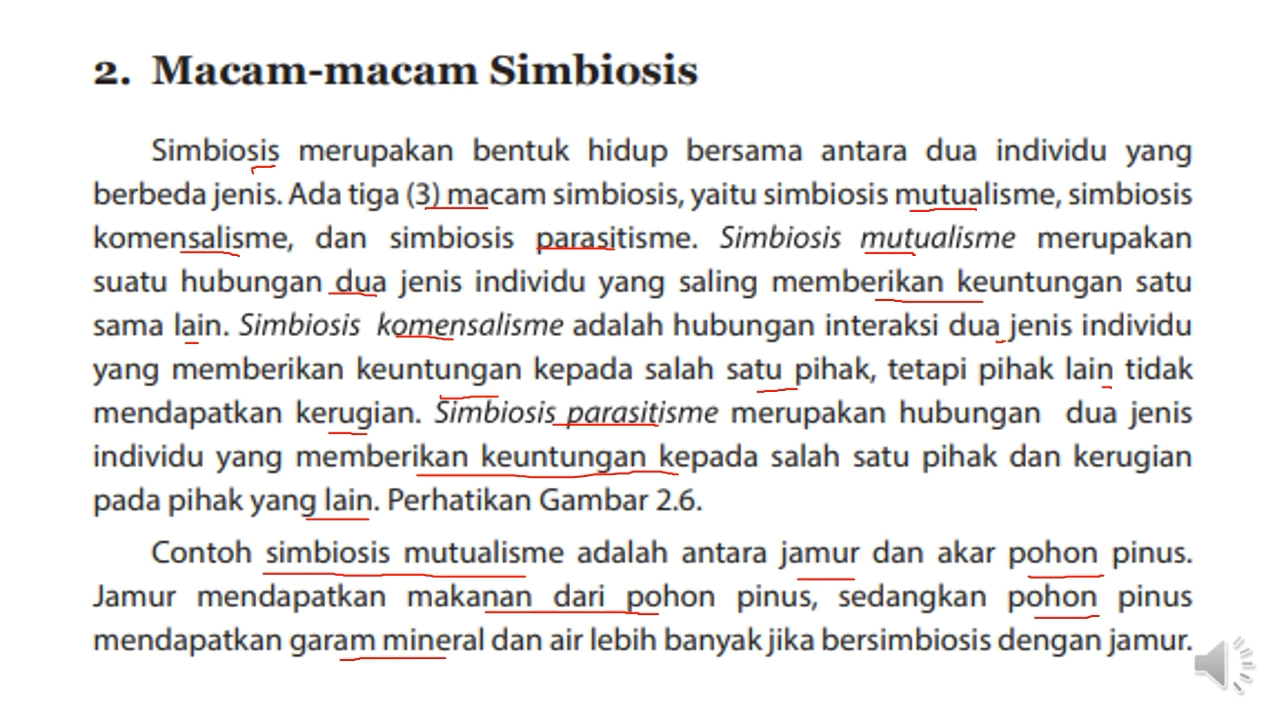 2. Macam-macam Simbiosis
Simbiosis merupakan bentuk hidup bersama antara dua individu yang
berbeda jenis. Ada tiga (3) macam simbiosis, yaitu simbiosis mutualisme, simbiosis
komensalisme, dan simbiosis parasitisme. Simbiosis mutualisme merupakan
suatu hubungan dua jenis individu yang saling memberikan keuntungan satu
sama lain. Simbiosis komensalisme adalah hubungan interaksi dua jenis individu
yang memberikan keuntungan kepada salah satu pihak, tetapi pihak lain tidak
mendapatkan kerugian. Simbiosis parasitisme merupakan hubungan dua jenis
individu yang memberikan keuntungan kepada salah satu pihak dan kerugian
pada pihak yang lain. Perhatikan Gambar 2.6.
Contoh simbiosis mutualisme adalah antara jamur dan akar pohon pinus.
Jamur mendapatkan makanan dari pohon pinus, sedangkan pohon pinus
mendapatkan garam mineral dan air lebih banyak jika bersimbiosis dengan jamur.